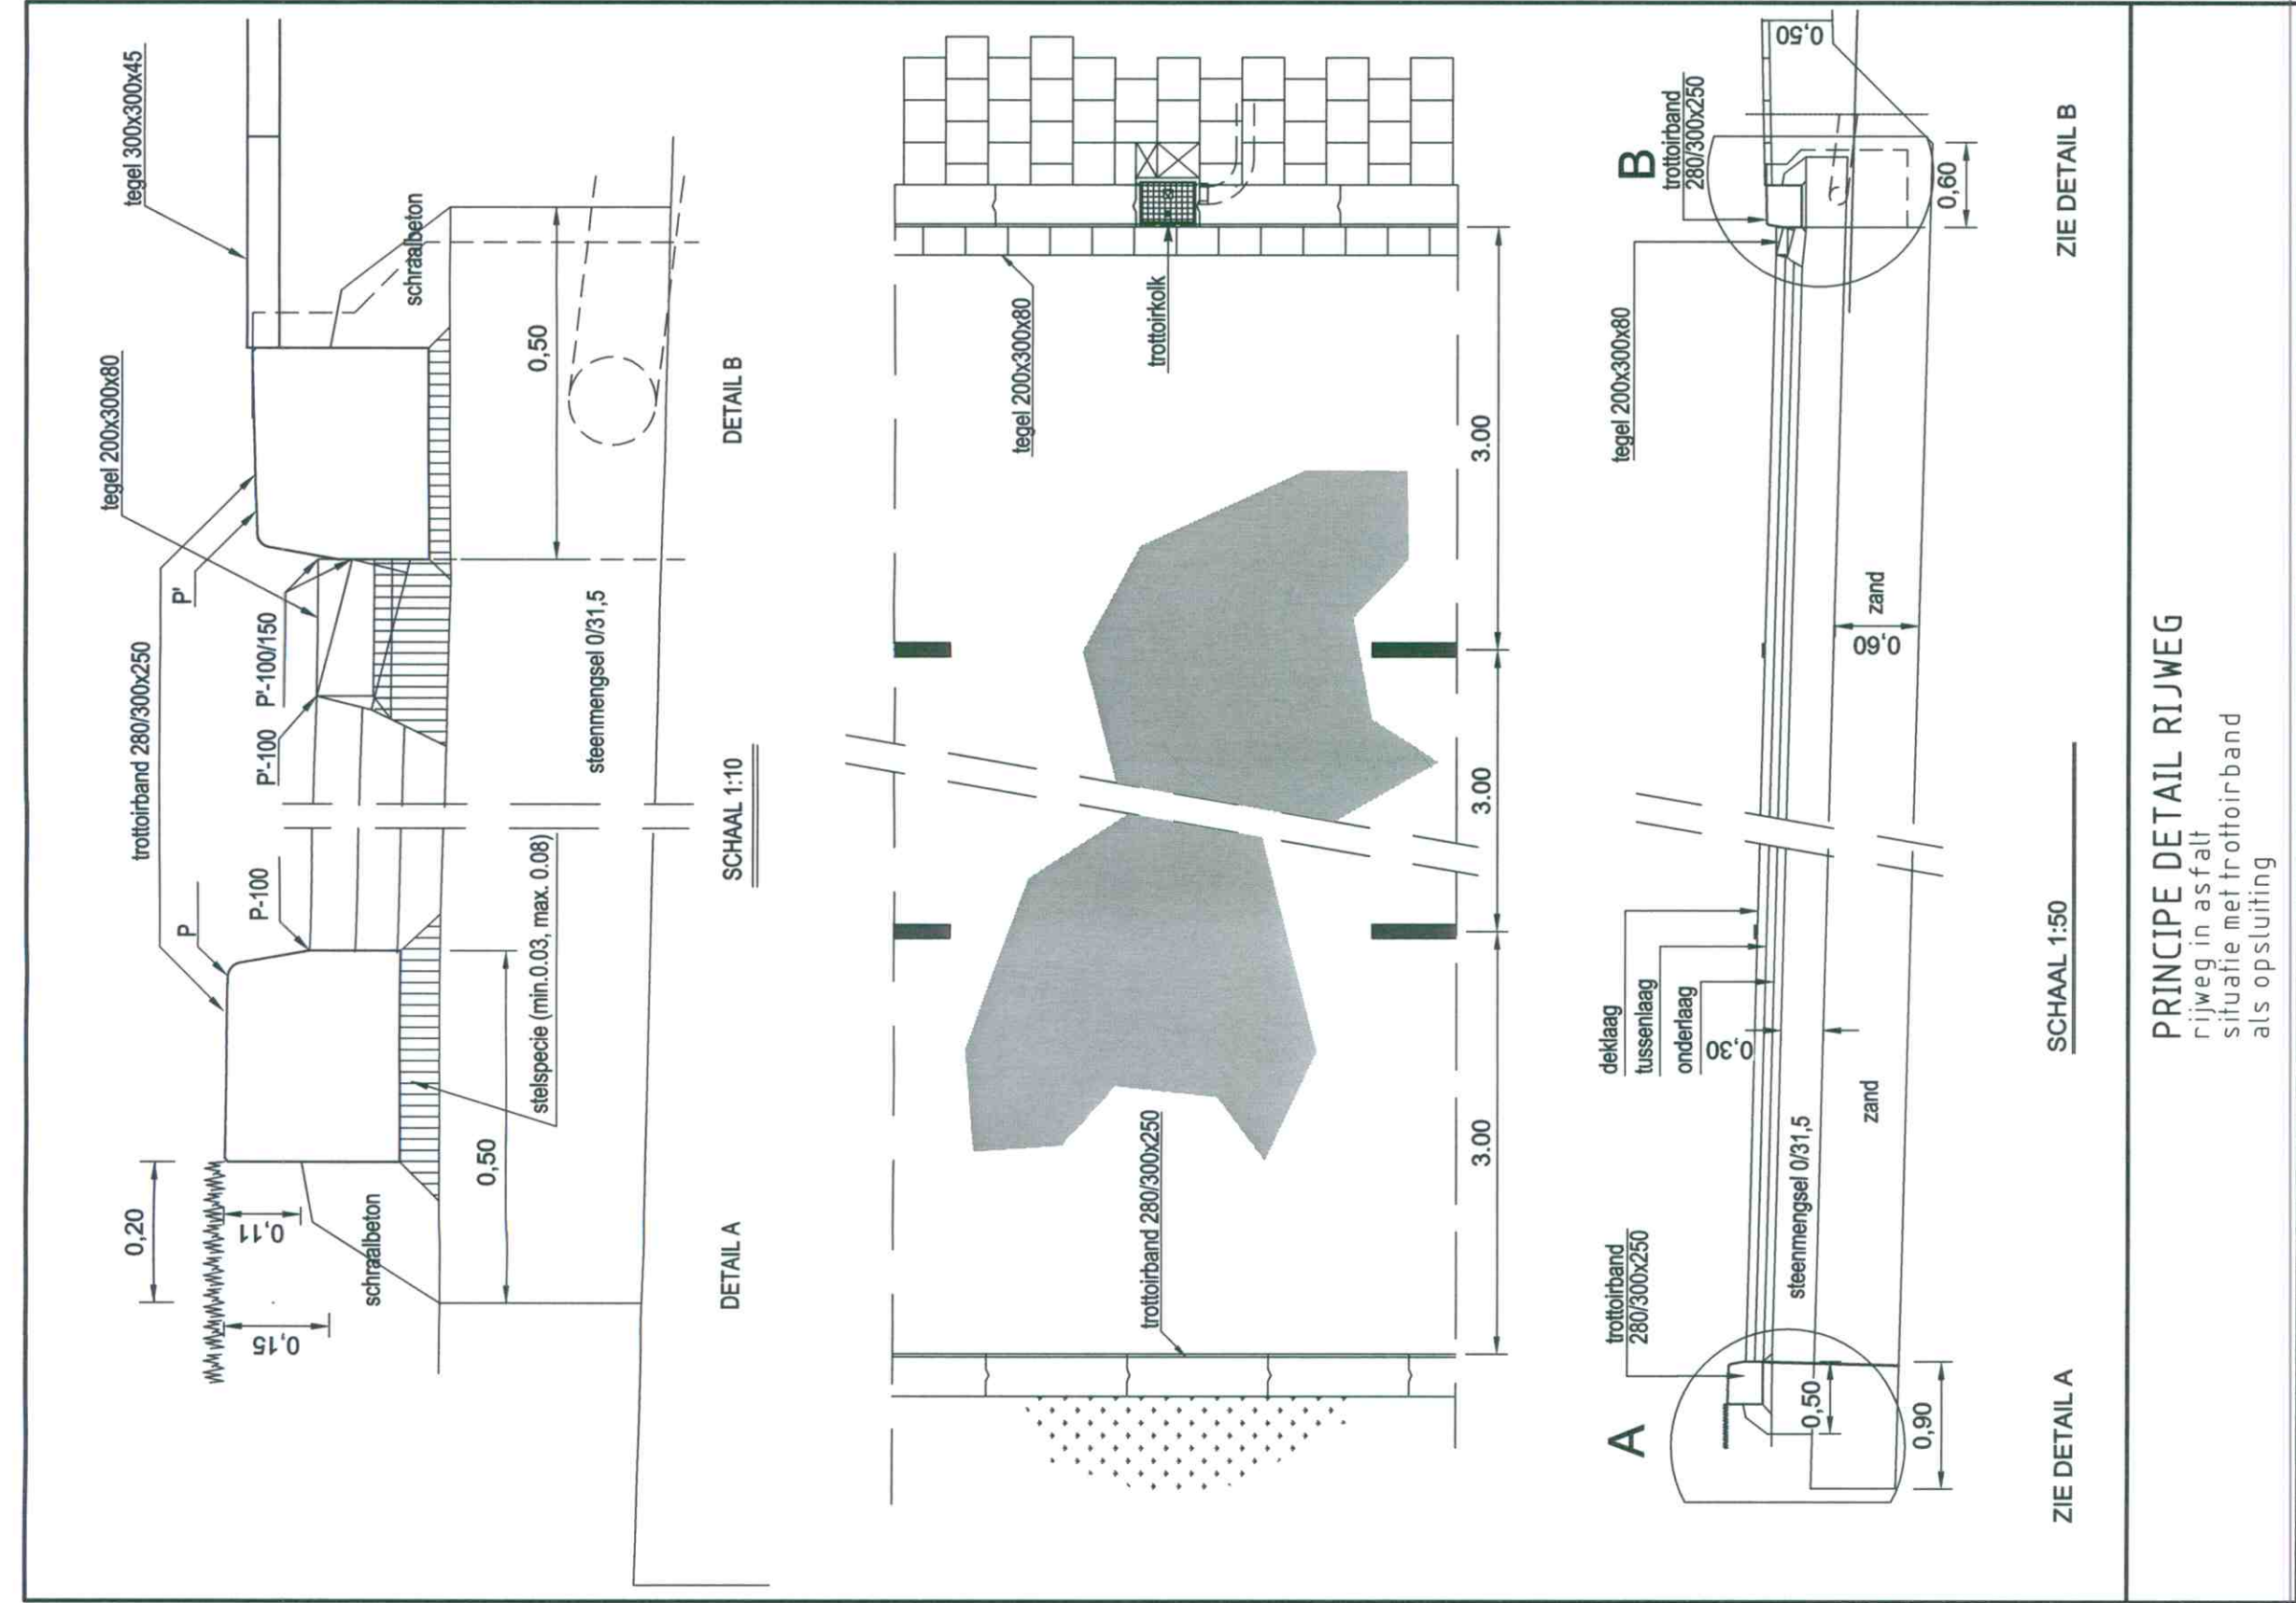 tegel 300x300x45
tegel 200x300x80
trottoirband 280/300x250
P
P-100
P'-100
P'-100/150
P'
0,20
0,11
0,15
schraalbeton
schraalbeton
0,50
0,50
stelspecie (min.0.03, max. 0.08)
steenmengsel 0/31,5
DETAIL A
SCHAAL 1:10
DETAIL B
trottoirband 280/300x250
tegel 200x300x80
trottoirkolk
3.00
3.00
3.00
A
trottoirband
280/300x250
deklaag
tussenlaag
onderlaag
0,30
tegel 200x300x80
B
trottoirband
280/300x250
0,50
steenmengsel 0/31,5
zand
zand
0,60
0,50
0,90
0,60
ZIE DETAIL A
SCHAAL 1:50
ZIE DETAIL B
PRINCIPE DETAIL RIJWEG
rijweg in asfalt
situatie met trottoirband
als opsluiting